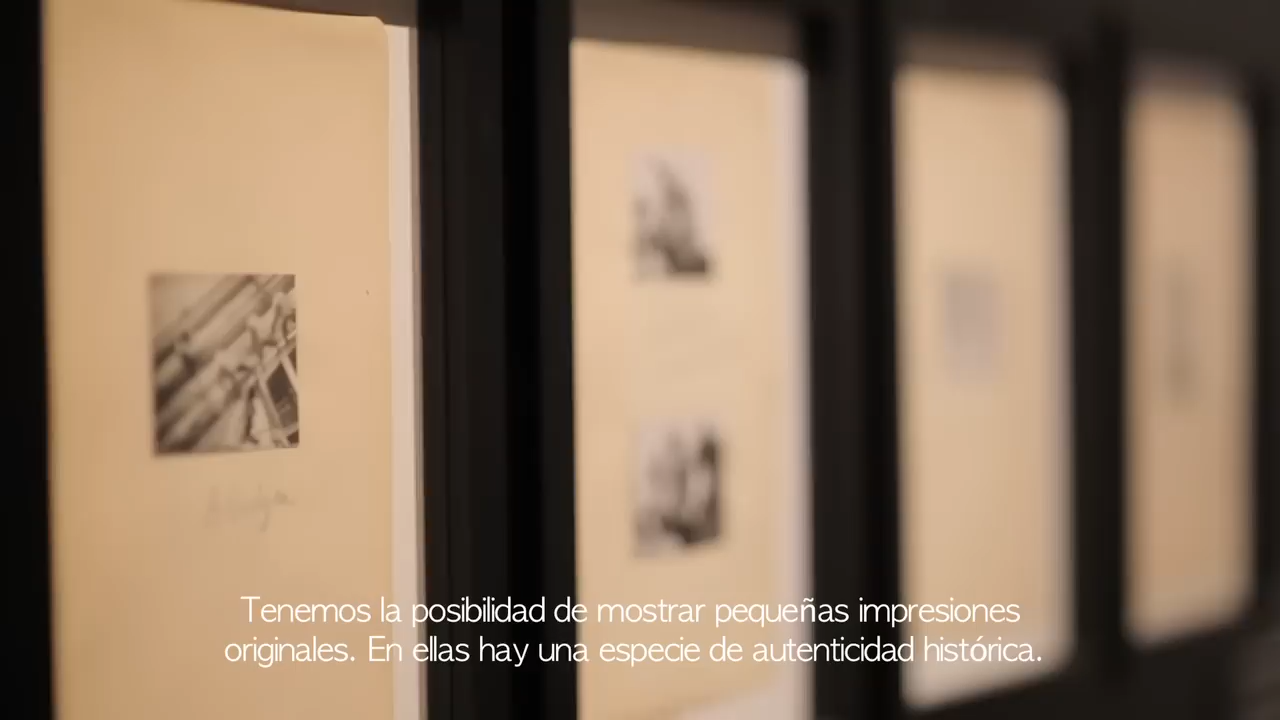 Tenemos la posibilidad de mostrar pequeñas impresiones
originales. En ellas hay una especie de autenticidad histórica.